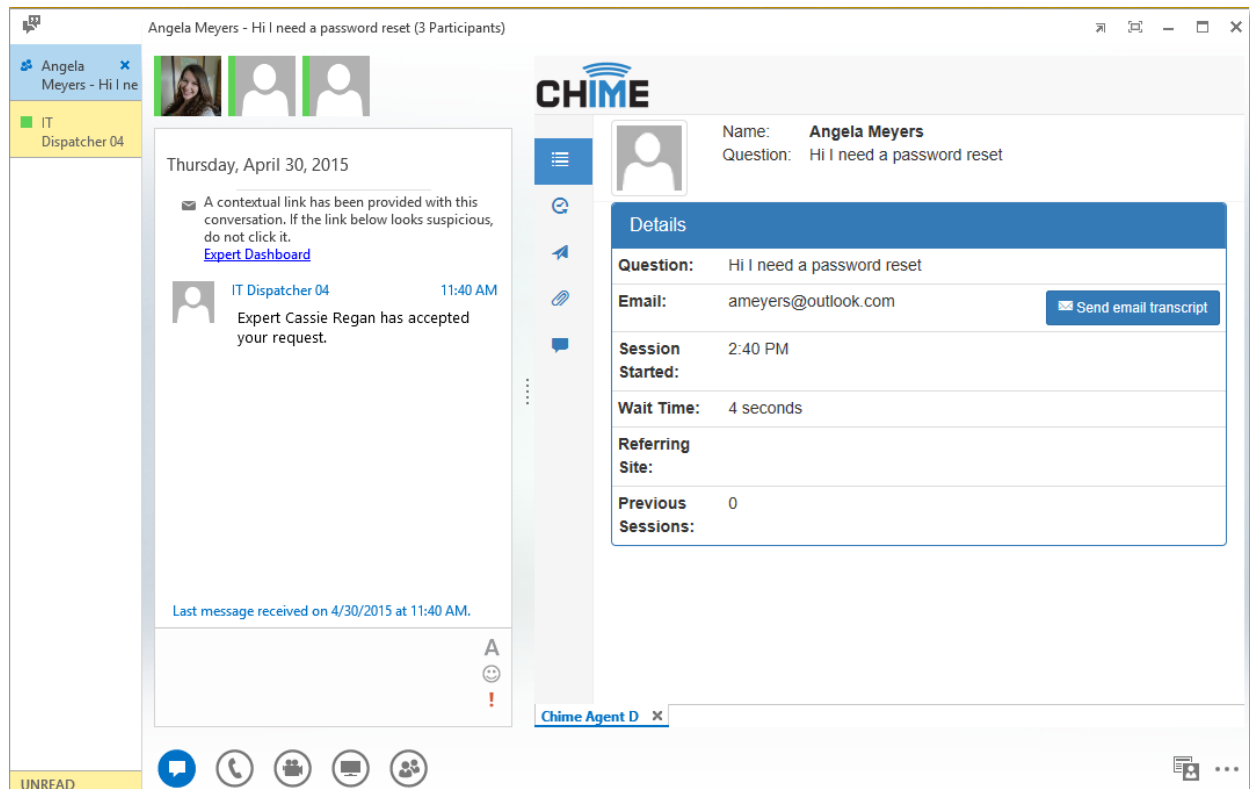 Angela Meyers - Hi I need a password reset (3 Participants)
Angela
Meyers - Hi I ne
IT
Dispatcher 04
UNREAD
Thursday, April 30, 2015
A contextual link has been provided with this
conversation. If the link below looks suspicious,
do not click it.
Expert Dashboard
IT Dispatcher 04 11:40 AM
Expert Cassie Regan has accepted
your request.
Last message received on 4/30/2015 at 11:40 AM.
A
!
CHIME
Name: Angela Meyers
Question: Hi I need a password reset
Details
Question: Hi I need a password reset
Email: ameyers@outlook.com Send email transcript
Session 2:40 PM
Started:
Wait Time: 4 seconds
Referring
Site:
Previous 0
Sessions:
Chime Agent D